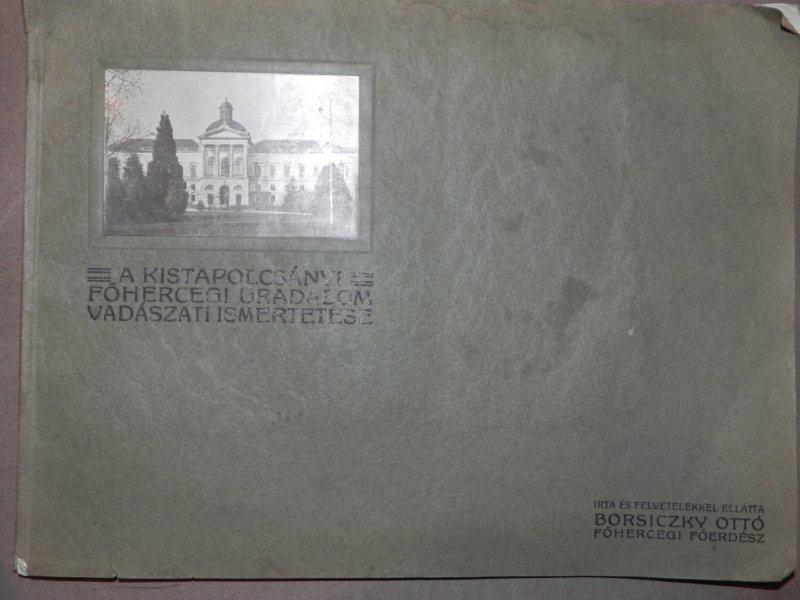 A KISTAPOLCSÁNYI
FŐHERCEGI URADALOM
VADÁSZATI ISMERTETÉSE
IRTA ÉS FELVÉTELEKKEL ELLÁTTA
BORSICZKY OTTÓ
FŐHERCEGI FŐERDÉSZ